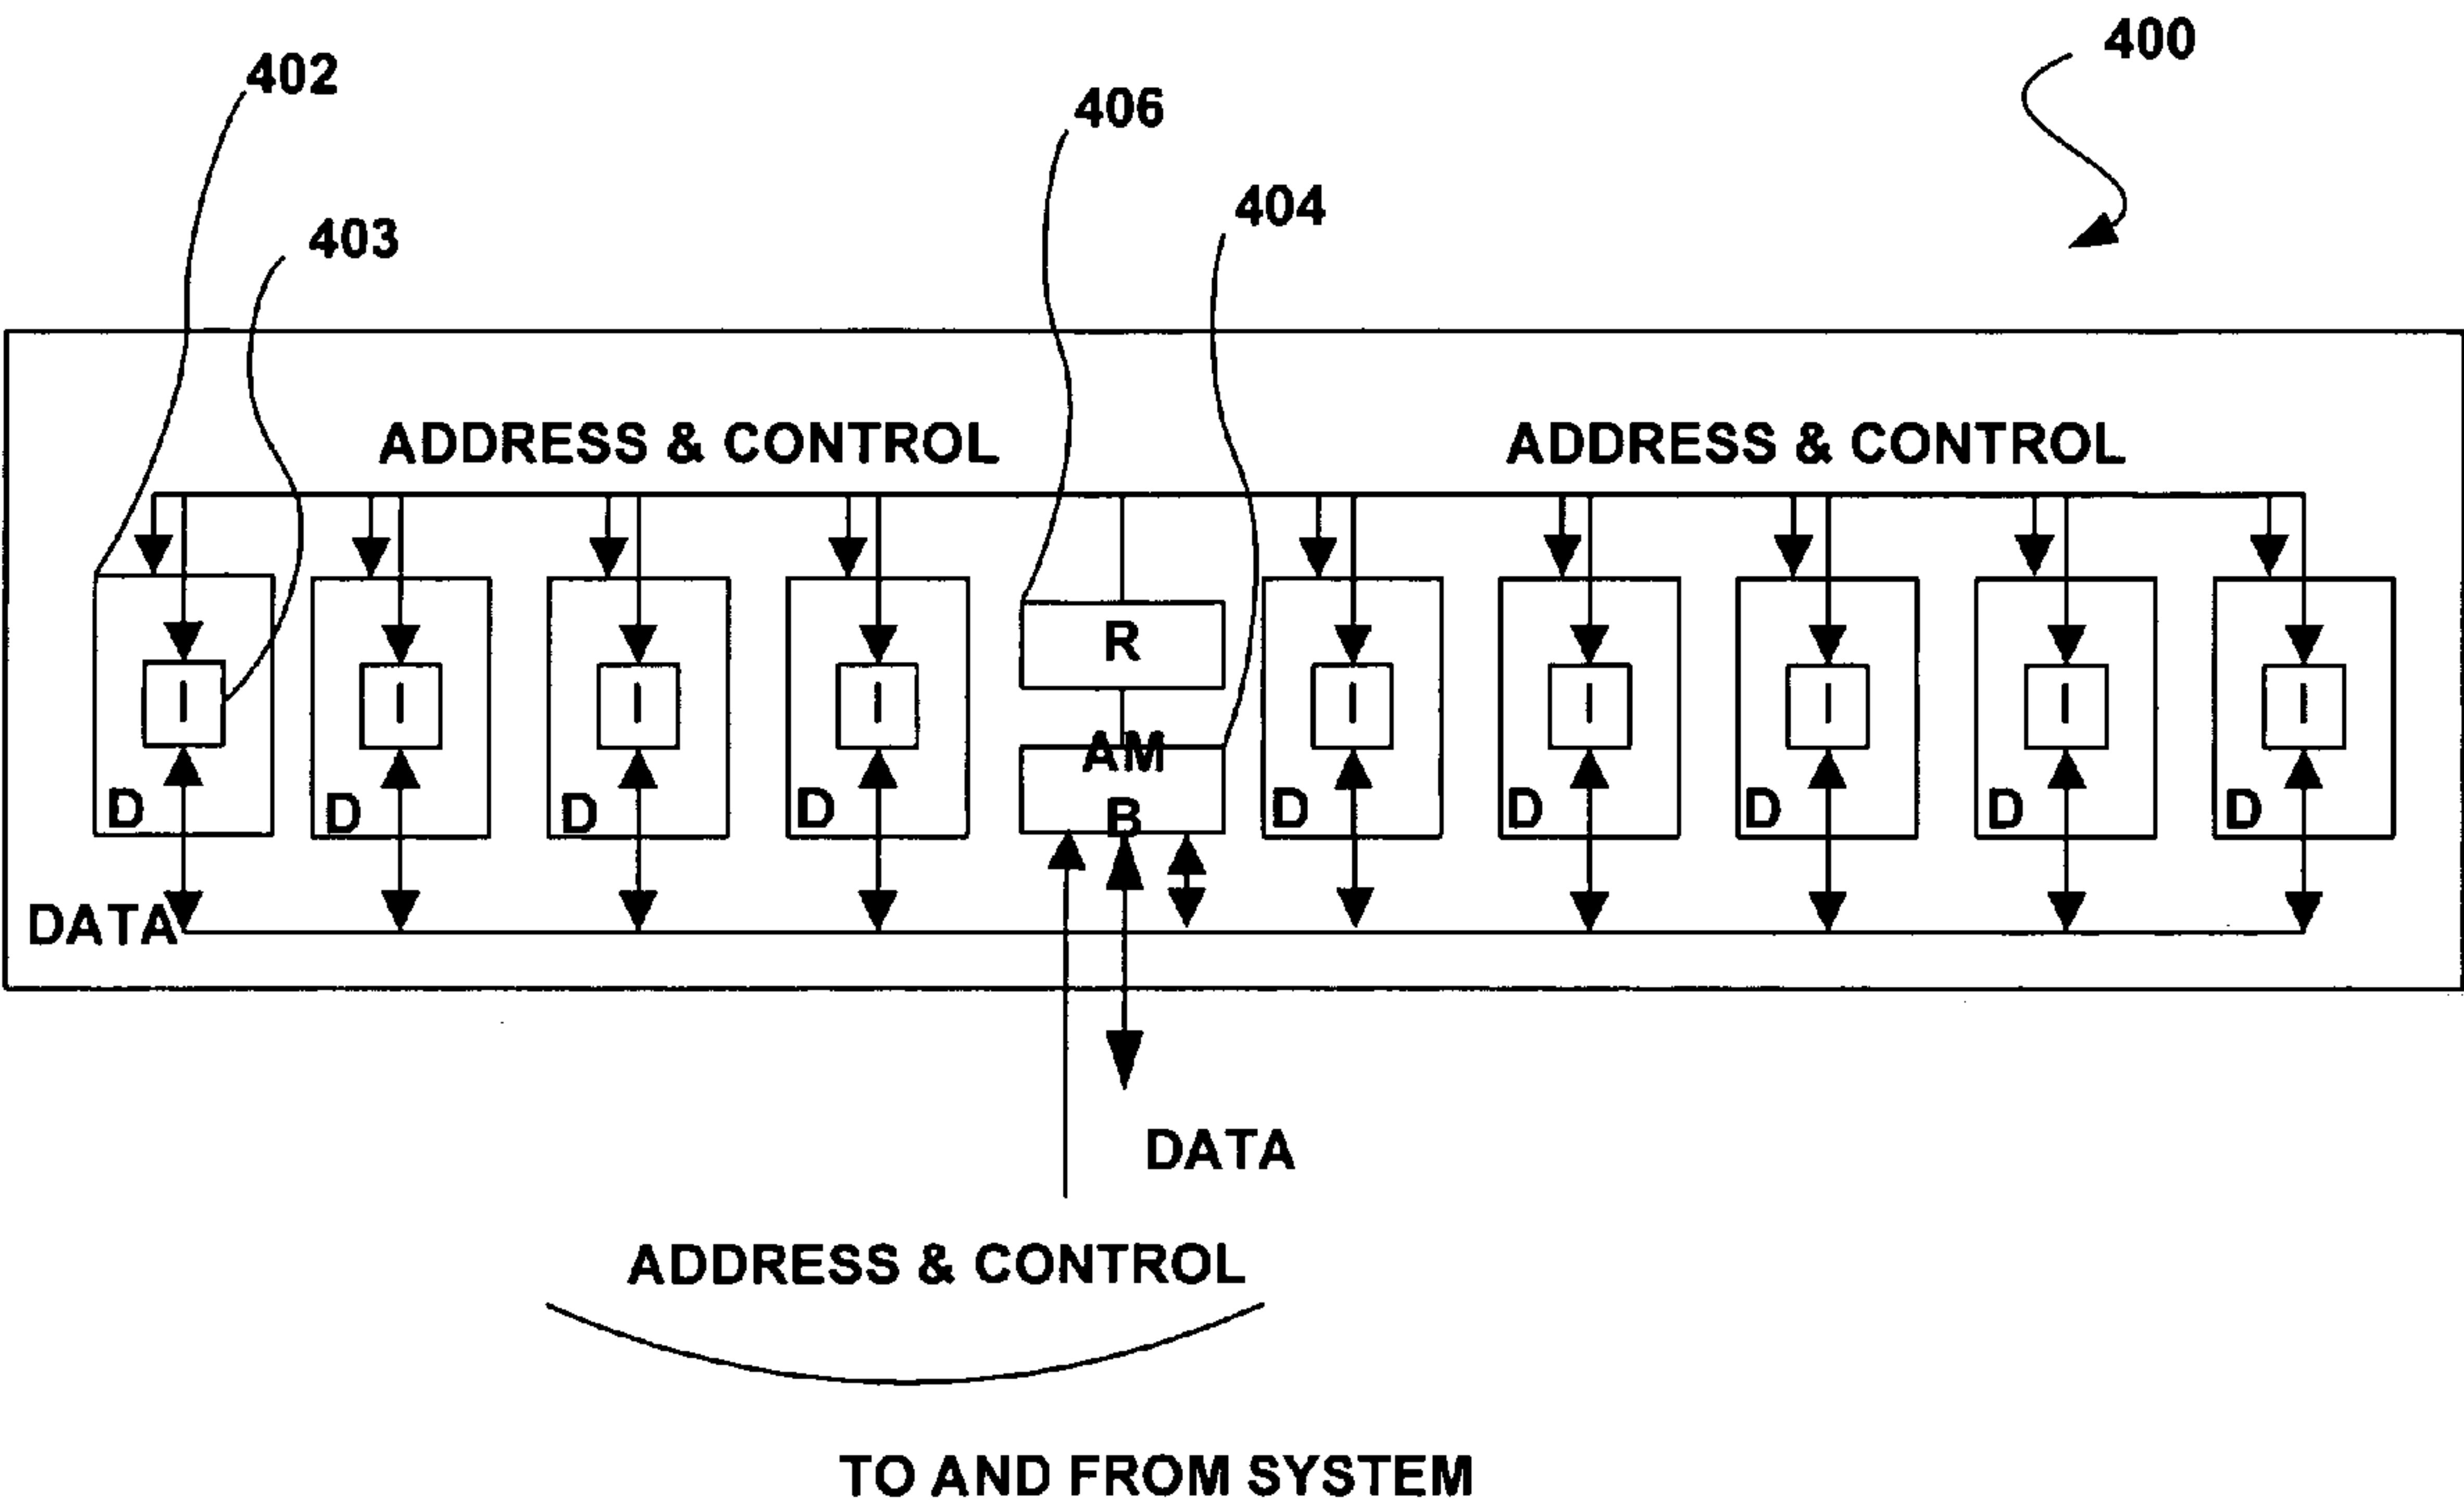 400
402
406
404
403
ADDRESS & CONTROL ADDRESS & CONTROL
R
I I I I I I I I I
AM
B
D D D D D D D D D
DATA
DATA
ADDRESS & CONTROL
TO AND FROM SYSTEM